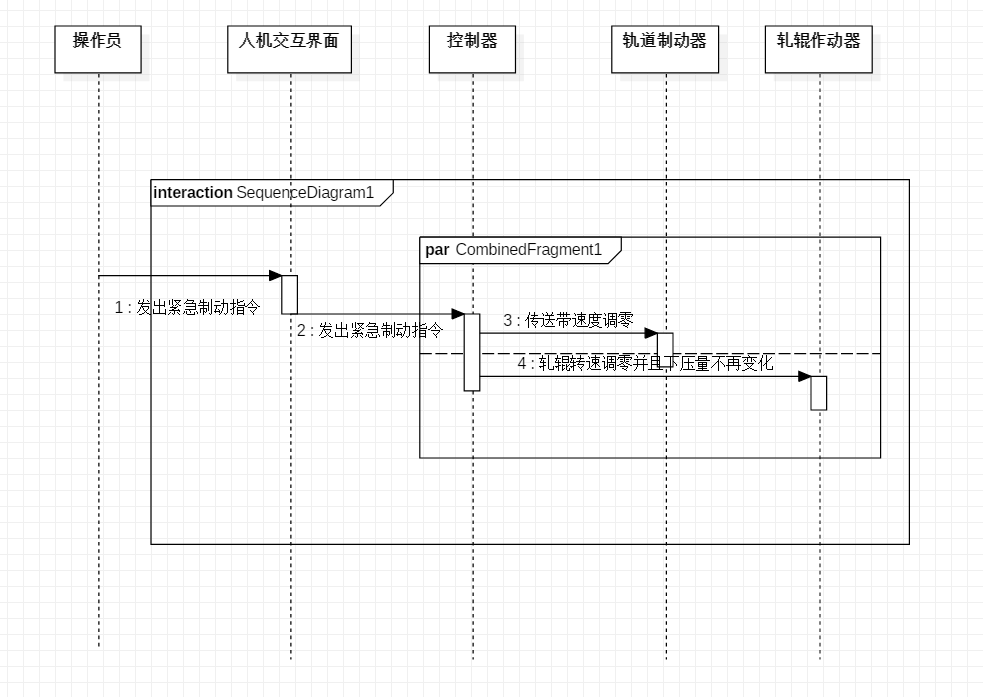 操作员
人机交互界面
控制器
轨道制动器
轧辊作动器
interaction SequenceDiagram1
par CombinedFragment1
1 : 发出紧急制动指令
2 : 发出紧急制动指令
3 : 传送带速度调零
4 : 轧辊转速调零并且下压量不再变化